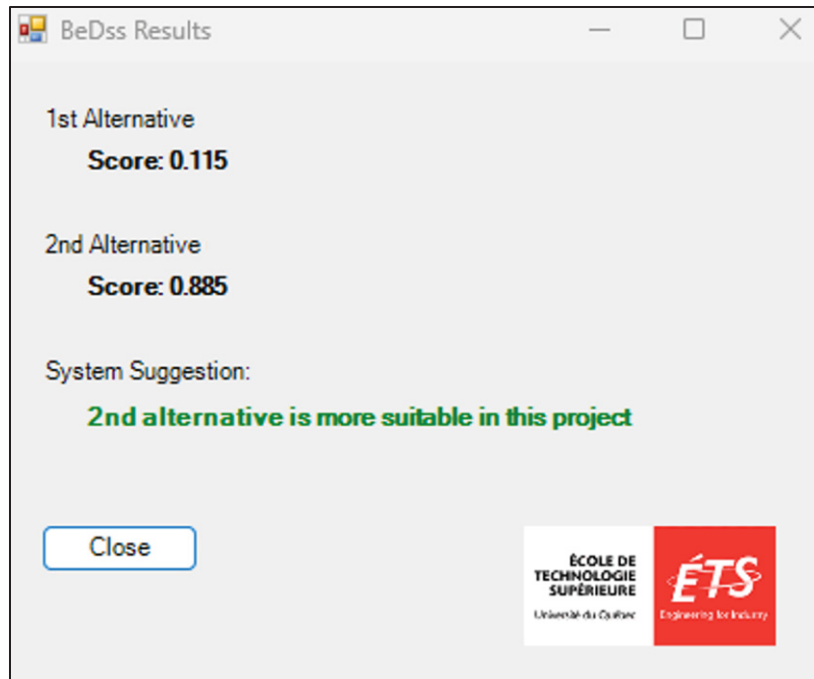 BeDss Results
1st Alternative
Score: 0.115
2nd Alternative
Score: 0.885
System Suggestion:
2nd alternative is more suitable in this project
Close
ÉCOLE DE
TECHNOLOGIE
SUPÉRIEURE
Université du Québec
ÉTS
Engineering for Industry